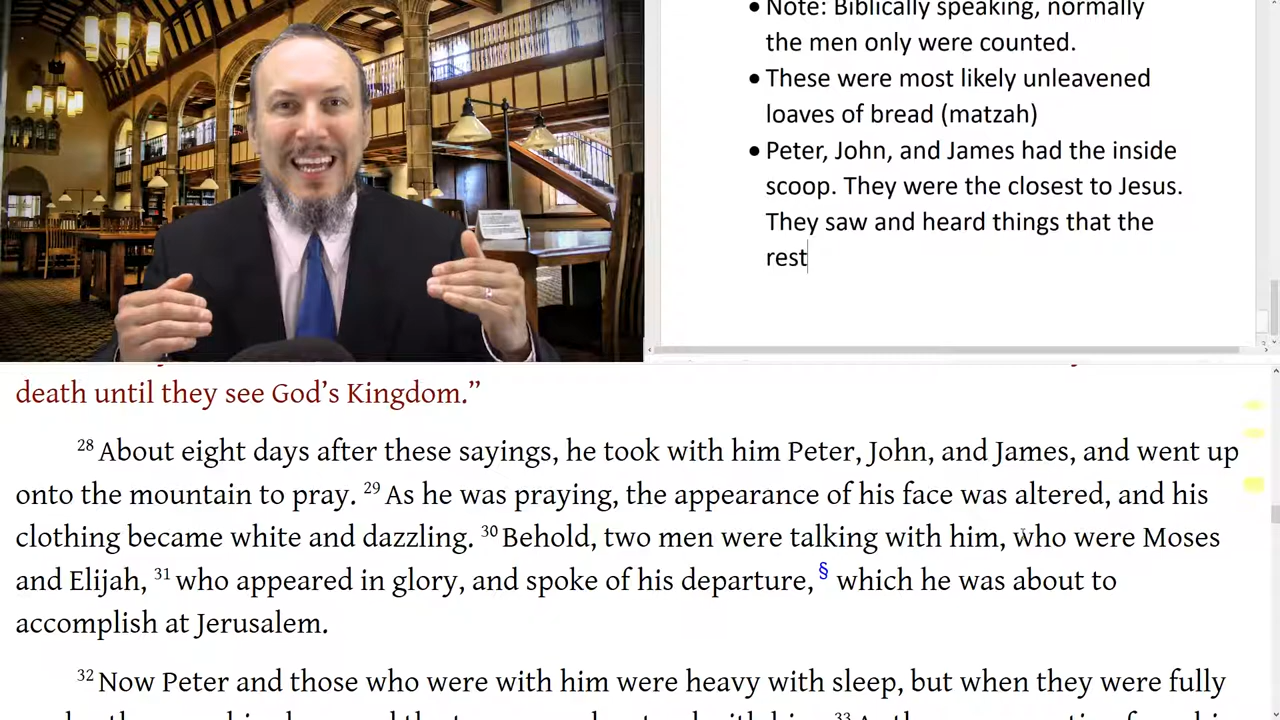 • Note: Biblically speaking, normally
the men only were counted.
• These were most likely unleavened
loaves of bread (matzah)
• Peter, John, and James had the inside
scoop. They were the closest to Jesus.
They saw and heard things that the
rest
death until they see God’s Kingdom.”
28 About eight days after these sayings, he took with him Peter, John, and James, and went up
onto the mountain to pray. 29 As he was praying, the appearance of his face was altered, and his
clothing became white and dazzling. 30 Behold, two men were talking with him, who were Moses
and Elijah, 31 who appeared in glory, and spoke of his departure,§ which he was about to
accomplish at Jerusalem.
32 Now Peter and those who were with him were heavy with sleep, but when they were fully